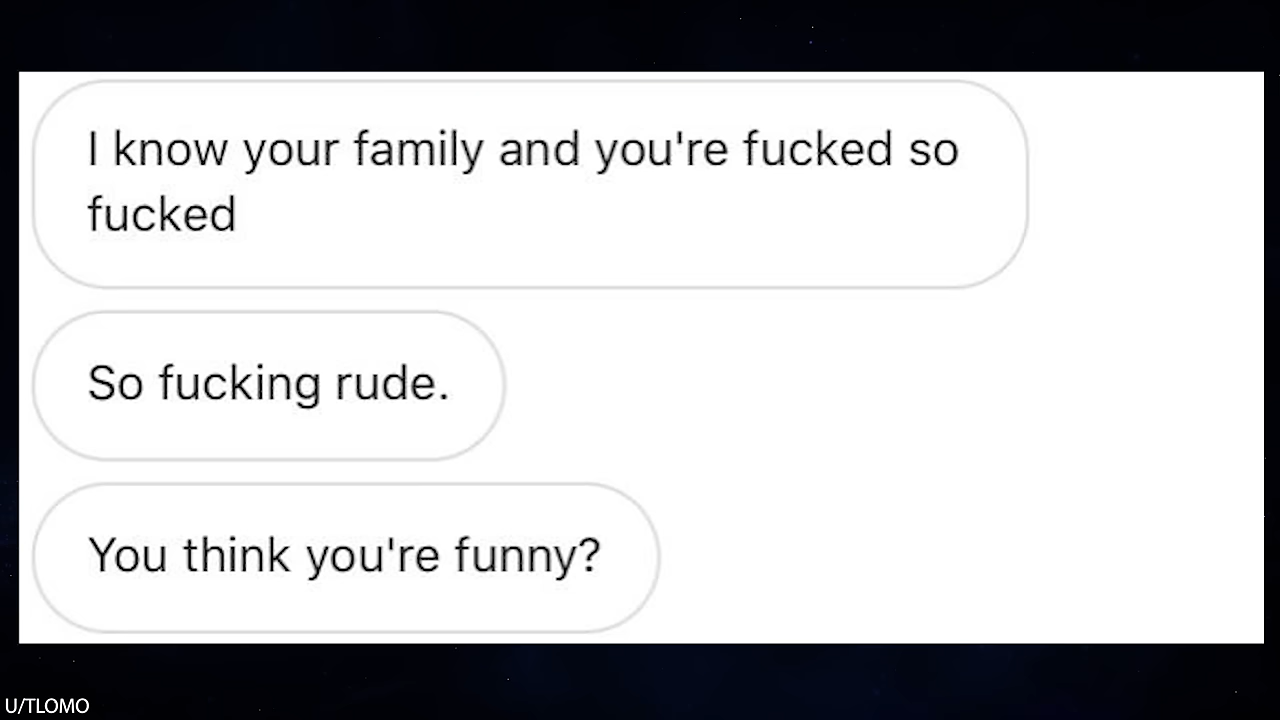 I know your family and you're fucked so
fucked
So fucking rude.
You think you're funny?
U/TLOMO